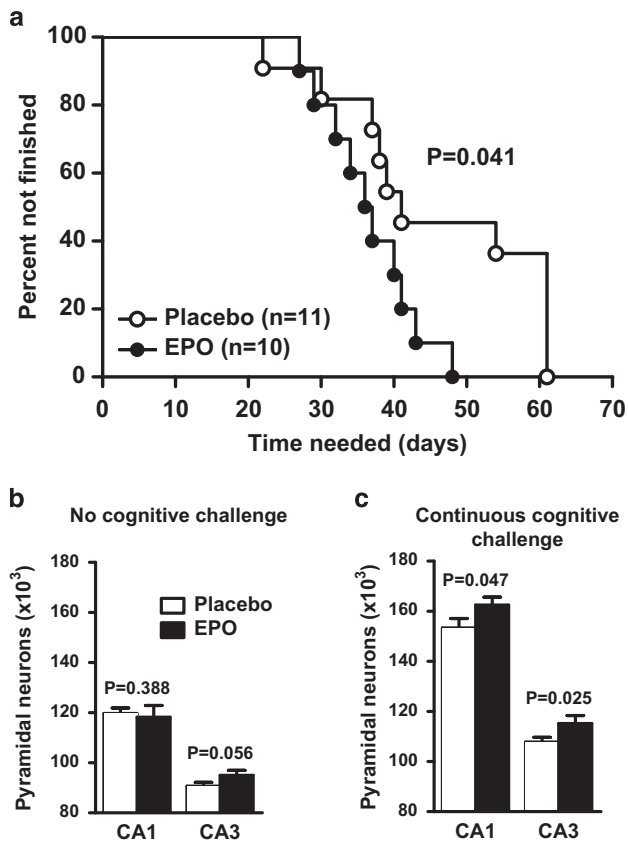 a
100
80
60
40
20
0
Percent not finished
P=0.041
Placebo (n=11)
EPO (n=10)
0 10 20 30 40 50 60 70
Time needed (days)
b
No cognitive challenge
180
160
140
120
100
80
Pyramidal neurons (x10³)
Placebo
EPO
P=0.388
P=0.056
CA1 CA3
c
Continuous cognitive
challenge
180
160
140
120
100
80
Pyramidal neurons (x10³)
P=0.047
P=0.025
CA1 CA3